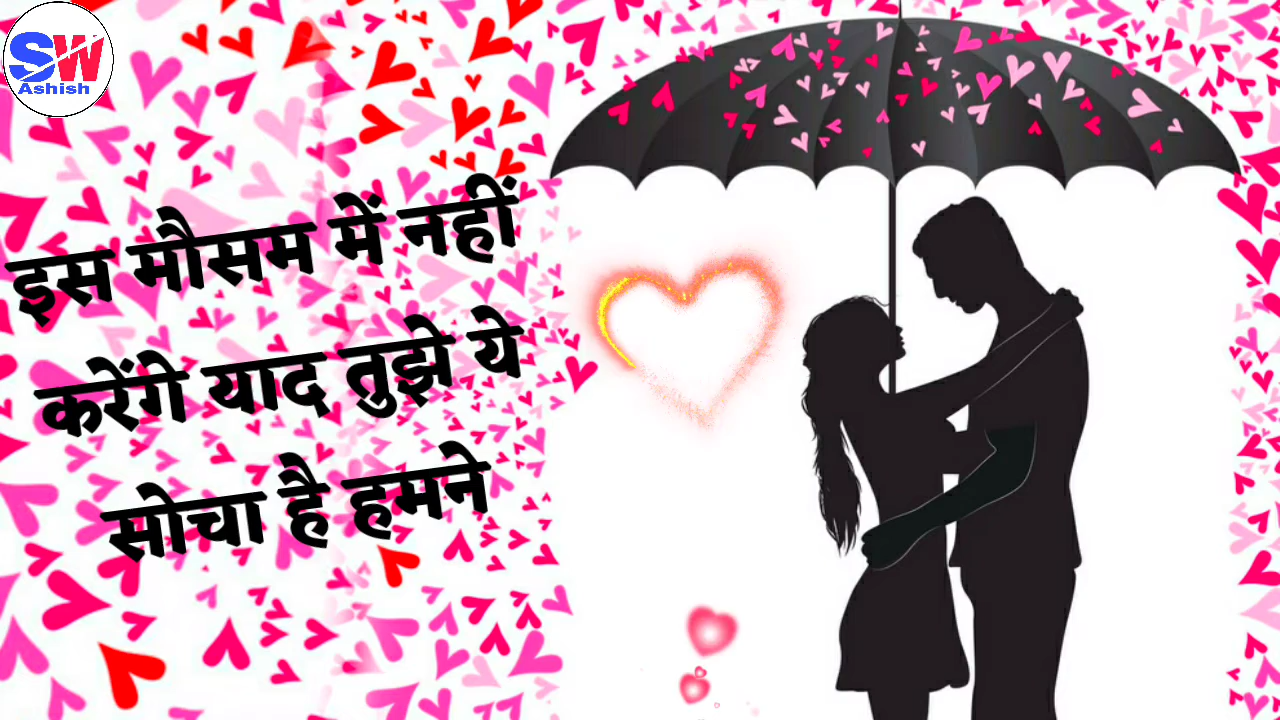 SW
Ashish
इस मौसम में नहीं
करेंगे याद तुझे ये
सोचा है हमने